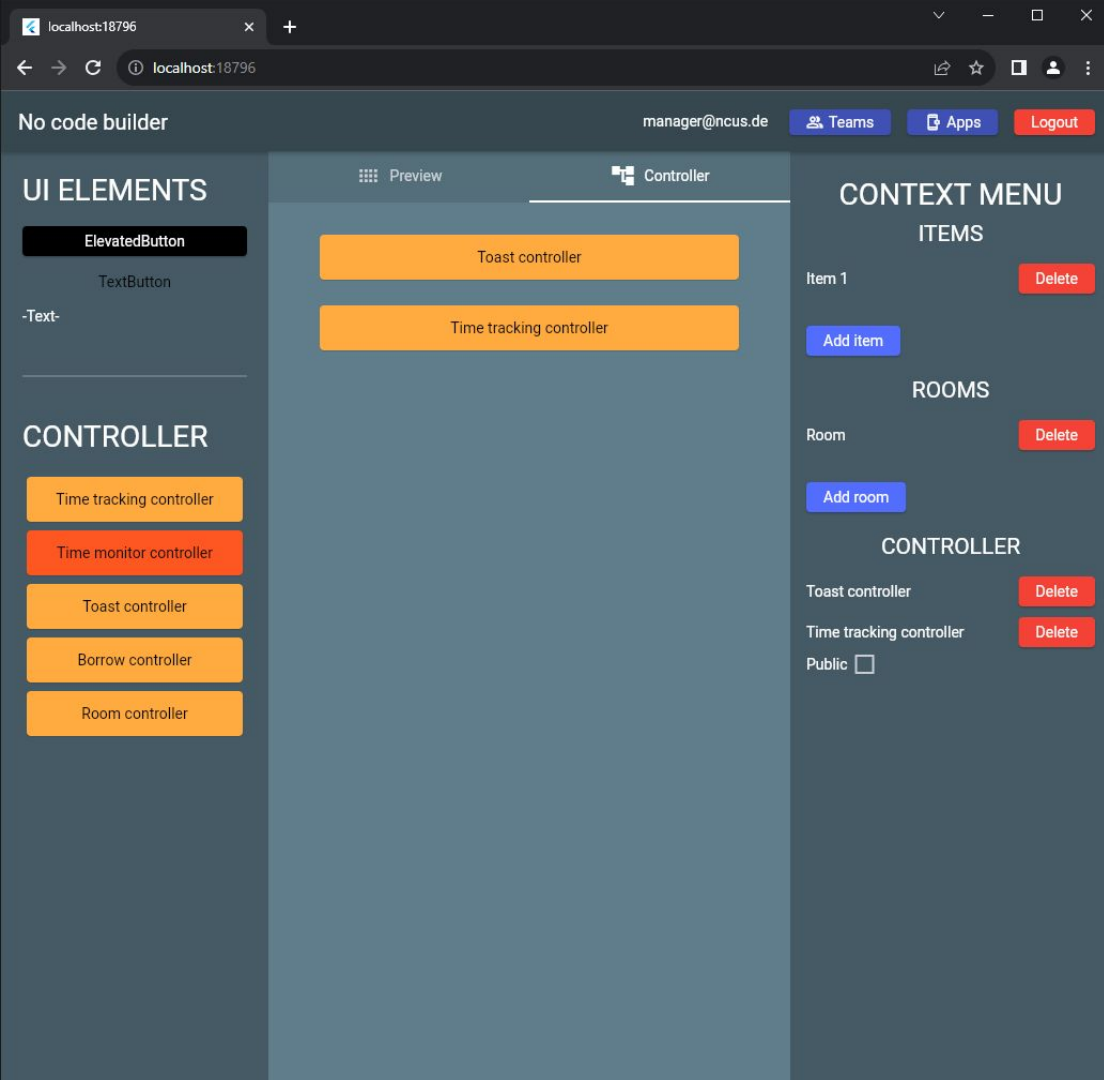 localhost:18796
localhost:18796
No code builder
manager@ncus.de
Teams
Apps
Logout
UI ELEMENTS
ElevatedButton
TextButton
-Text-
CONTROLLER
Time tracking controller
Time monitor controller
Toast controller
Borrow controller
Room controller
Preview
Controller
Toast controller
Time tracking controller
CONTEXT MENU
ITEMS
Item 1 Delete
Add item
ROOMS
Room Delete
Add room
CONTROLLER
Toast controller Delete
Time tracking controller Delete
Public